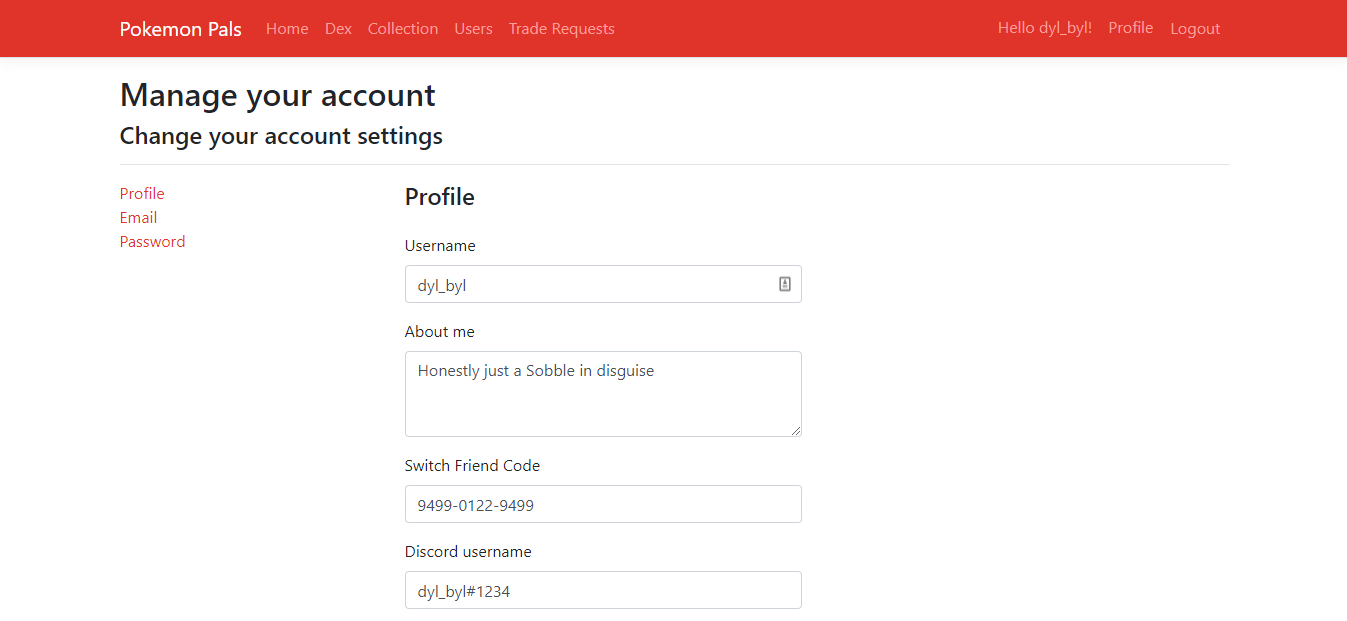 Pokemon Pals Home Dex Collection Users Trade Requests Hello dyl_byl! Profile Logout
Manage your account
Change your account settings
Profile
Email
Password
Profile
Username
dyl_byl
About me
Honestly just a Sobble in disguise
Switch Friend Code
9499-0122-9499
Discord username
dyl_byl#1234